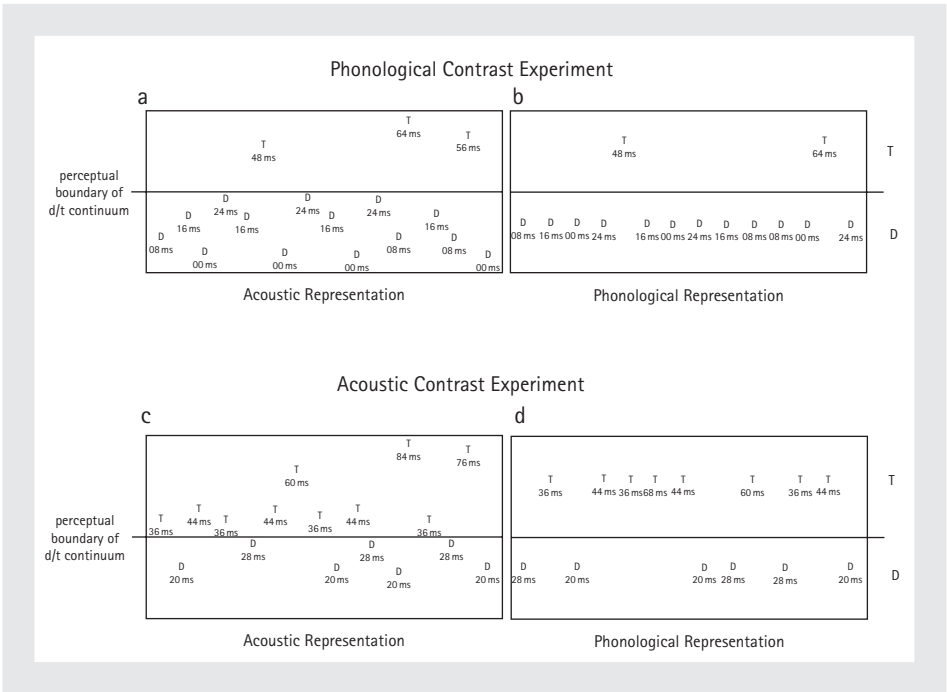 Phonological Contrast Experiment
a
b
T
64 ms
T
56 ms
T
48 ms
T
48 ms
T
64 ms
T
perceptual
boundary of
d/t continuum
D
24 ms
D
24 ms
D
24 ms
D
16 ms
D
16 ms
D
16 ms
D
16 ms
D
08 ms
D
08 ms
D
08 ms
D
00 ms
D
00 ms
D
00 ms
D
00 ms
D D D D D D D D D D D D
08 ms 16 ms 00 ms 24 ms 16 ms 00 ms 24 ms 16 ms 08 ms 08 ms 00 ms 24 ms
D
Acoustic Representation
Phonological Representation
Acoustic Contrast Experiment
c
d
T
84 ms
T
76 ms
T
60 ms
T
44 ms
T
44 ms
T
44 ms
T
36 ms
T
36 ms
T
36 ms
T
36 ms
T T T T T T T T
36 ms 44 ms 36 ms 68 ms 44 ms 60 ms 36 ms 44 ms
T
perceptual
boundary of
d/t continuum
D
28 ms
D
28 ms
D
28 ms
D
20 ms
D
20 ms
D
20 ms
D
20 ms
D D D D D D
28 ms 20 ms 20 ms 28 ms 28 ms 20 ms
D
Acoustic Representation
Phonological Representation